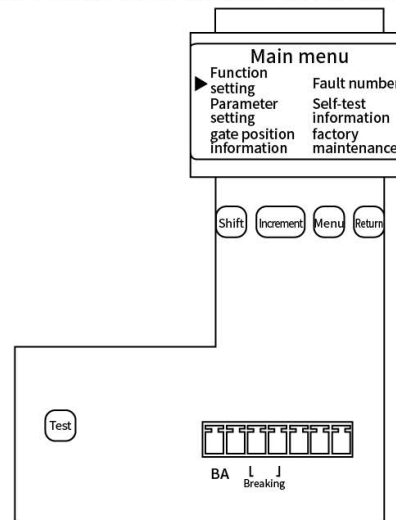 Main menu
Function setting
Fault number
Parameter setting
Self-test information
gate position information
factory maintenance
Shift
Increment
Menu
Return
Test
BA
Breaking